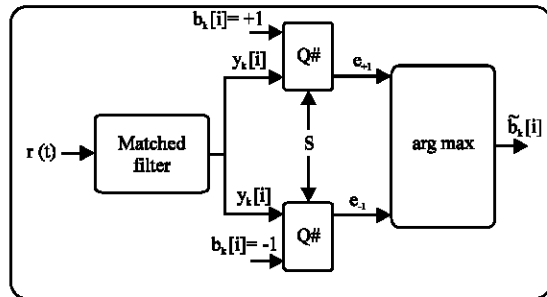 b_k[i]= +1
Q#
y_k[i]
e_+1
r (t)
Matched
filter
S
arg max
b̃_k[i]
y_k[i]
Q#
e_-1
b_k[i]= -1